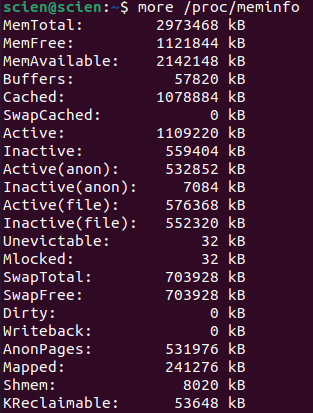 scien@scien:~$ more /proc/meminfo
MemTotal:        2973468 kB
MemFree:         1121844 kB
MemAvailable:    2142148 kB
Buffers:           57820 kB
Cached:          1078884 kB
SwapCached:            0 kB
Active:          1109220 kB
Inactive:         559404 kB
Active(anon):     532852 kB
Inactive(anon):     7084 kB
Active(file):     576368 kB
Inactive(file):   552320 kB
Unevictable:          32 kB
Mlocked:              32 kB
SwapTotal:        703928 kB
SwapFree:         703928 kB
Dirty:                 0 kB
Writeback:             0 kB
AnonPages:        531976 kB
Mapped:           241276 kB
Shmem:              8020 kB
KReclaimable:      53648 kB